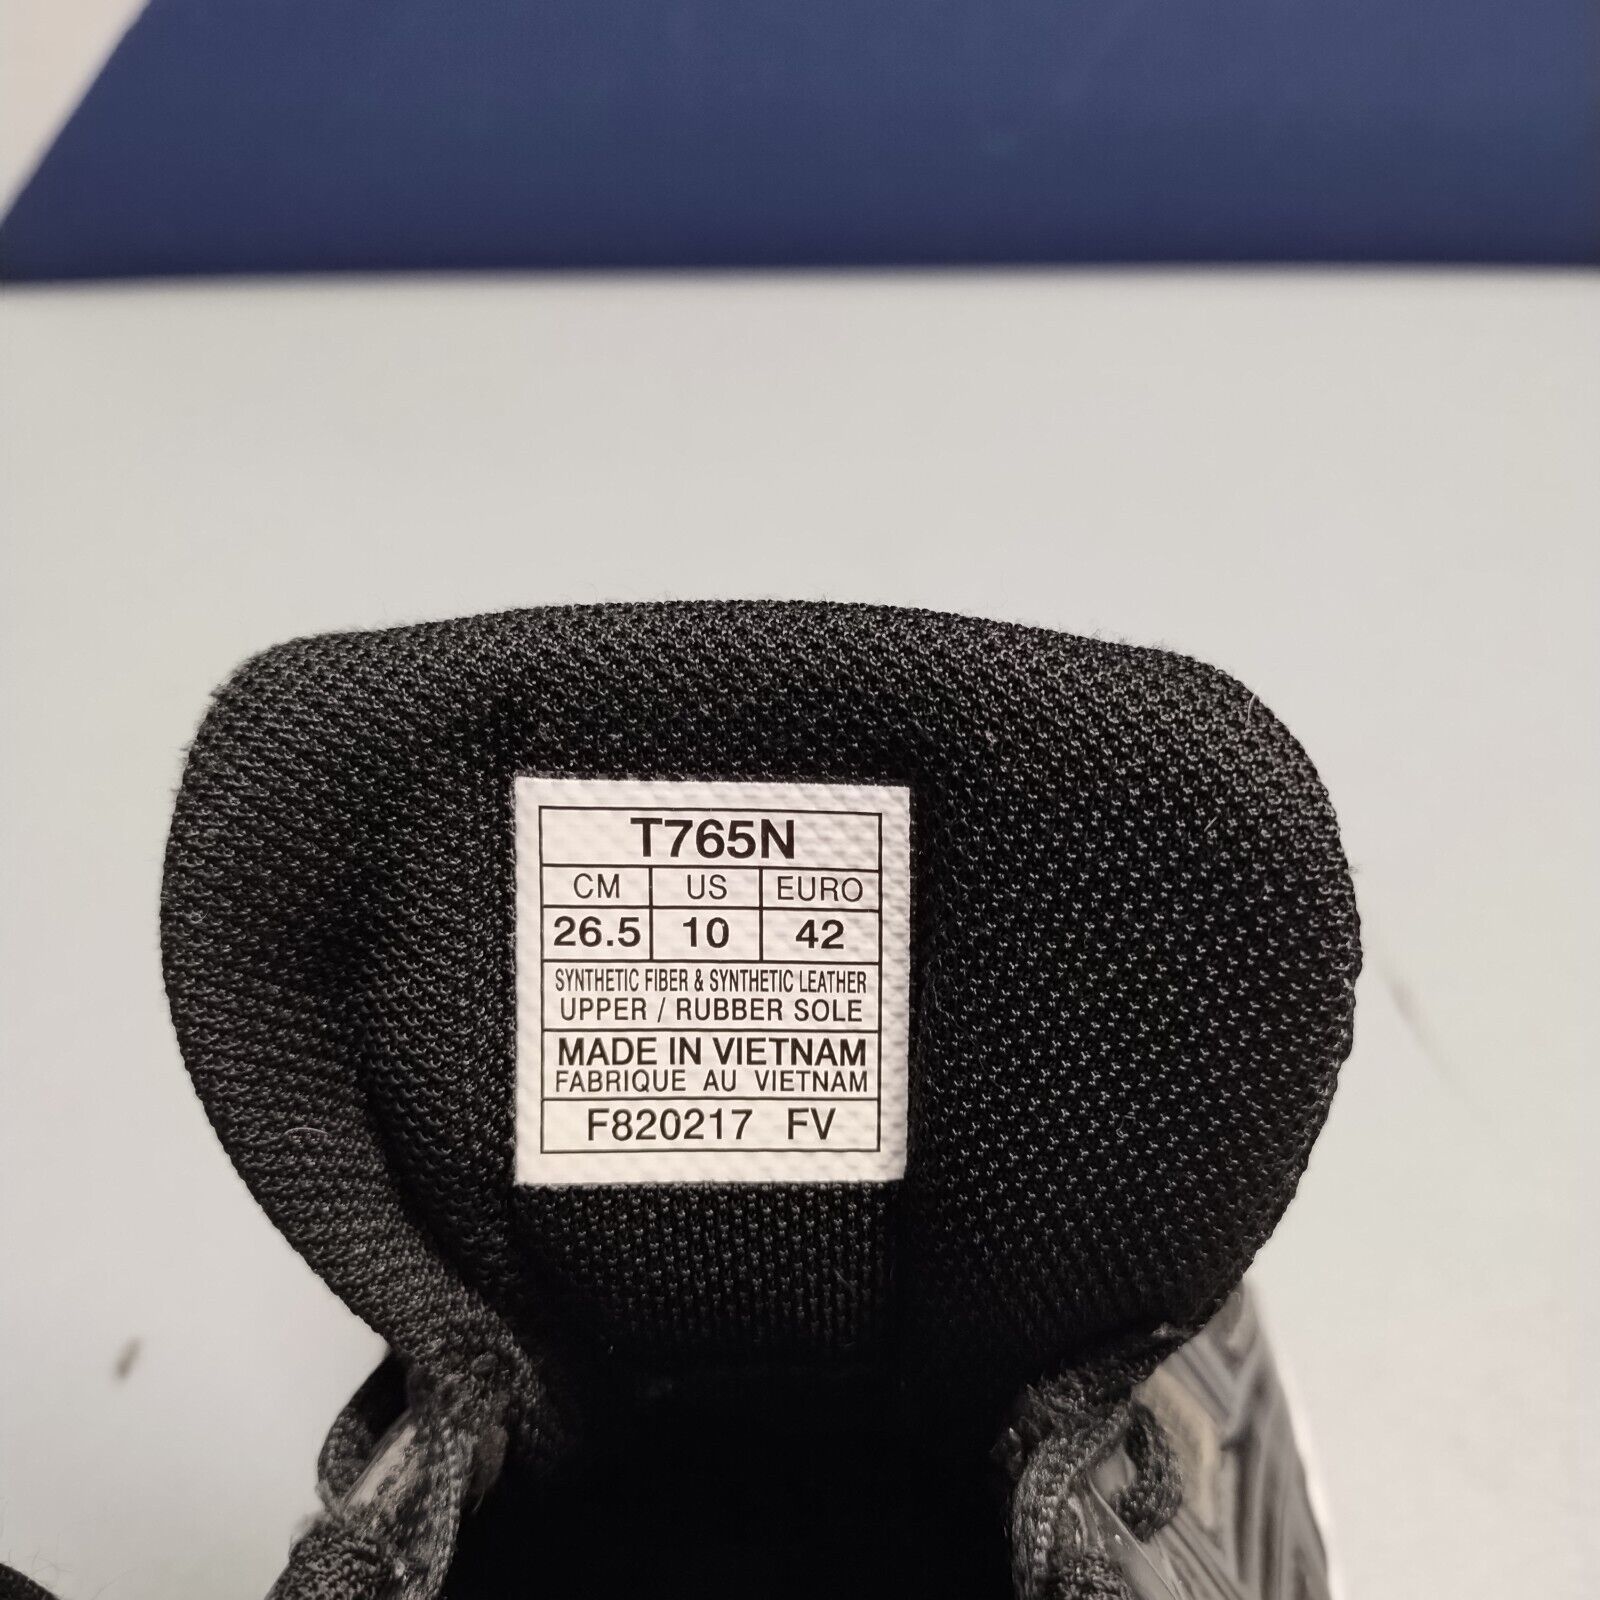 T765N
CM US EURO
26.5 10 42
SYNTHETIC FIBER & SYNTHETIC LEATHER
UPPER / RUBBER SOLE
MADE IN VIETNAM
FABRIQUE AU VIETNAM
F820217 FV